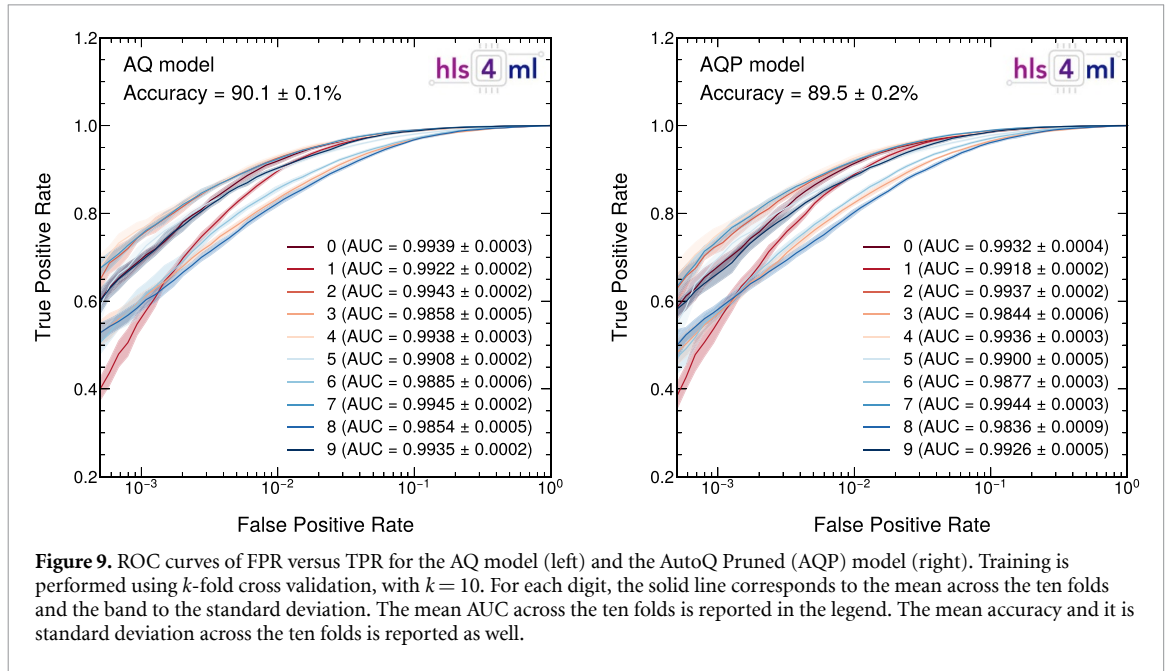 1.2
1.0
0.8
0.6
0.4
0.2
True Positive Rate
AQ model
Accuracy = 90.1 ± 0.1%
hls 4 ml
0 (AUC = 0.9939 ± 0.0003)
1 (AUC = 0.9922 ± 0.0002)
2 (AUC = 0.9943 ± 0.0002)
3 (AUC = 0.9858 ± 0.0005)
4 (AUC = 0.9938 ± 0.0003)
5 (AUC = 0.9908 ± 0.0002)
6 (AUC = 0.9885 ± 0.0006)
7 (AUC = 0.9945 ± 0.0002)
8 (AUC = 0.9854 ± 0.0005)
9 (AUC = 0.9935 ± 0.0002)
10⁻³ 10⁻² 10⁻¹ 10⁰
False Positive Rate
1.2
1.0
0.8
0.6
0.4
0.2
True Positive Rate
AQP model
Accuracy = 89.5 ± 0.2%
hls 4 ml
0 (AUC = 0.9932 ± 0.0004)
1 (AUC = 0.9918 ± 0.0002)
2 (AUC = 0.9937 ± 0.0002)
3 (AUC = 0.9844 ± 0.0006)
4 (AUC = 0.9936 ± 0.0003)
5 (AUC = 0.9900 ± 0.0005)
6 (AUC = 0.9877 ± 0.0003)
7 (AUC = 0.9944 ± 0.0003)
8 (AUC = 0.9836 ± 0.0009)
9 (AUC = 0.9926 ± 0.0005)
10⁻³ 10⁻² 10⁻¹ 10⁰
False Positive Rate
Figure 9. ROC curves of FPR versus TPR for the AQ model (left) and the AutoQ Pruned (AQP) model (right). Training is
performed using k-fold cross validation, with k = 10. For each digit, the solid line corresponds to the mean across the ten folds
and the band to the standard deviation. The mean AUC across the ten folds is reported in the legend. The mean accuracy and it is
standard deviation across the ten folds is reported as well.